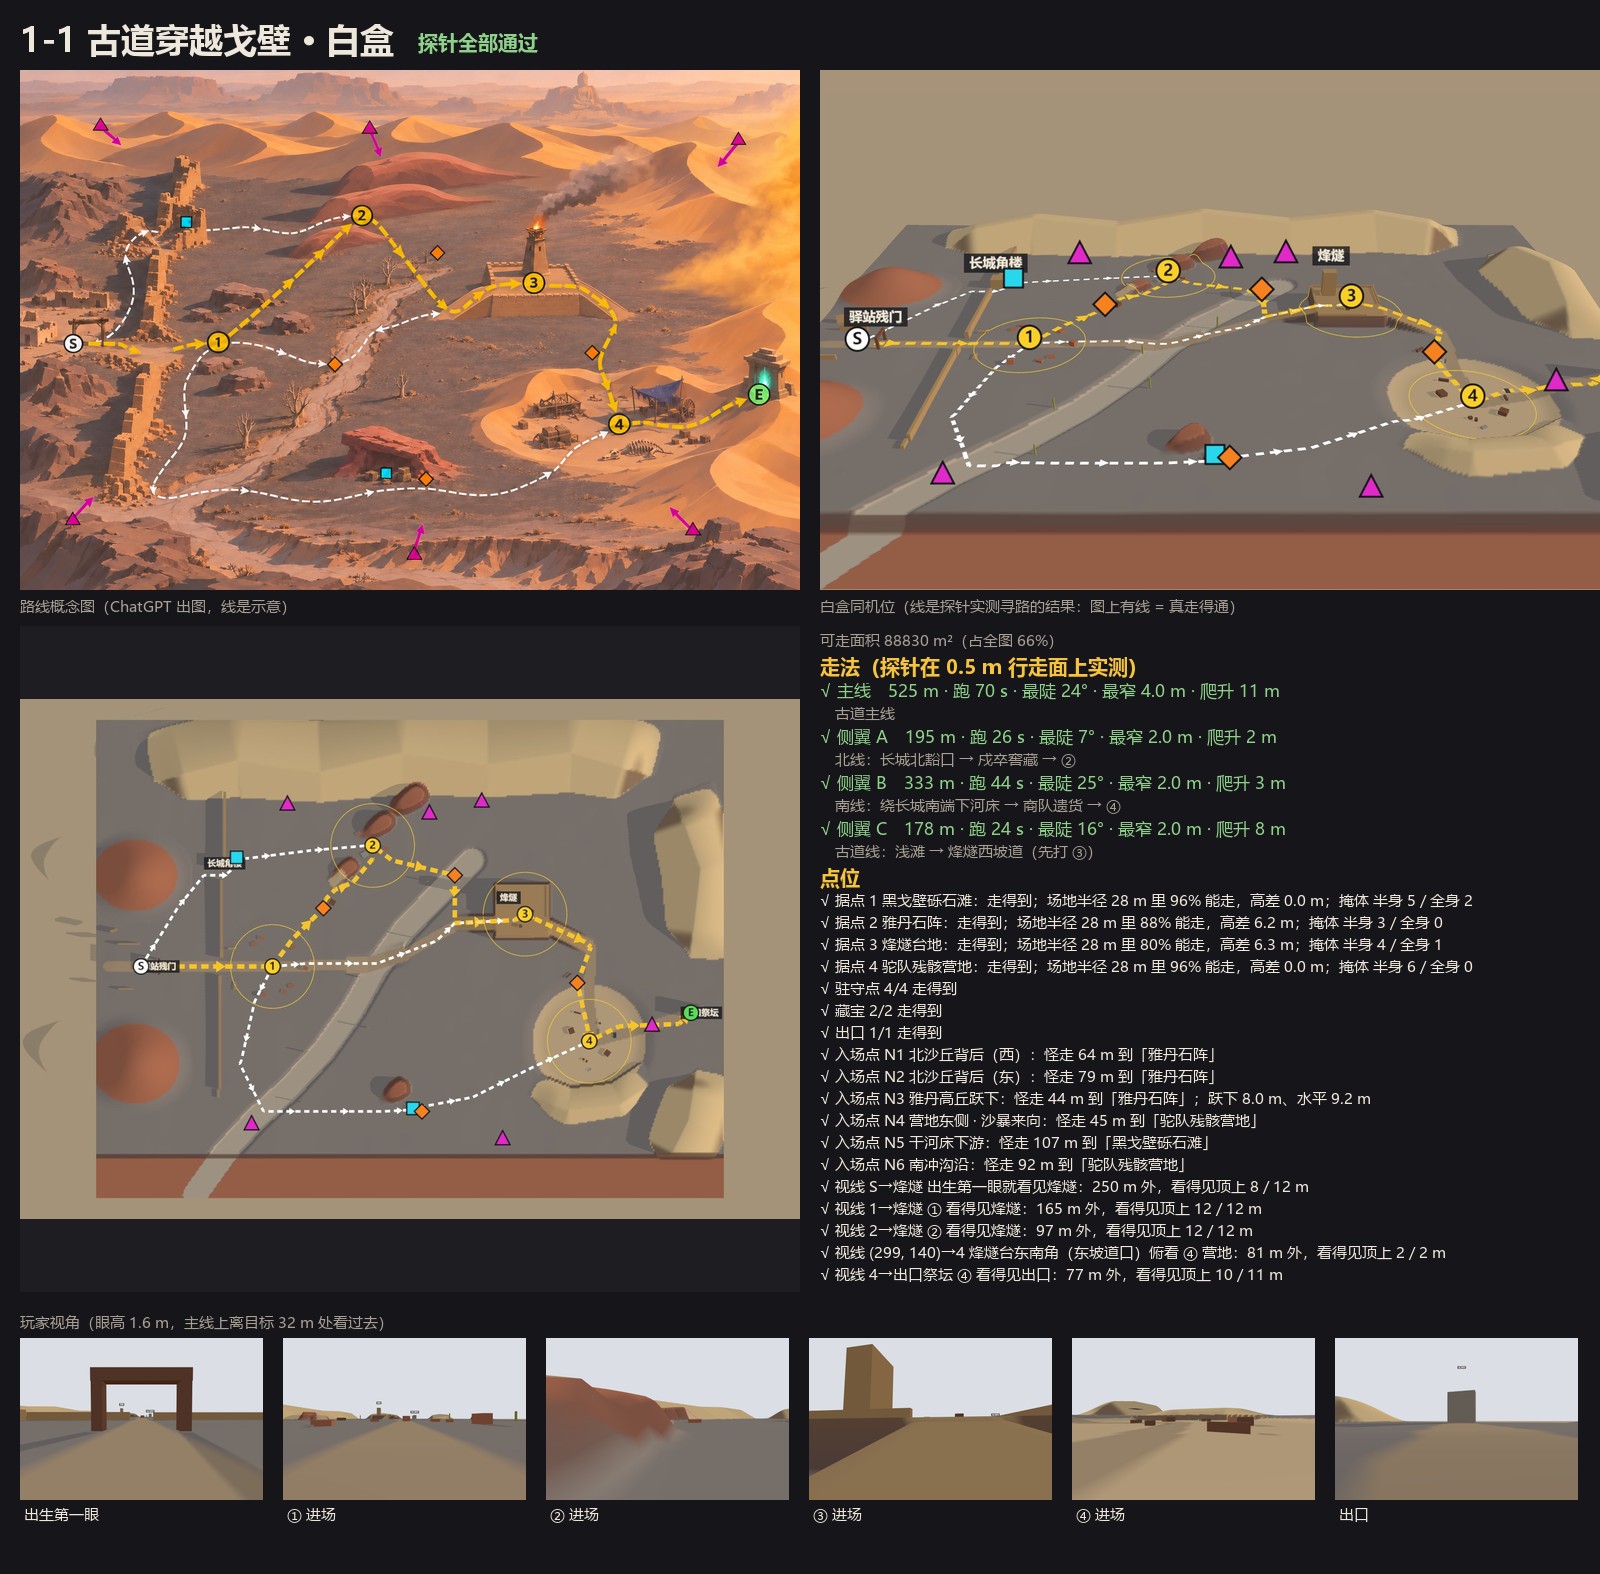 1-1 古道穿越戈壁 · 白盒 探针全部通过
S
1
2
3
4
E
路线概念图（ChatGPT 出图，线是示意）
长城角楼
烽燧
驿站残门
S
1
2
3
4
白盒同机位（线是探针实测寻路的结果：图上有线 = 真走得通）
长城角
烽燧
站残门
祭坛
S
1
2
3
4
E
可走面积 88830 m²（占全图 66%）
走法（探针在 0.5 m 行走面上实测）
√ 主线 525 m · 跑 70 s · 最陡 24° · 最窄 4.0 m · 爬升 11 m
古道主线
√ 侧翼 A 195 m · 跑 26 s · 最陡 7° · 最窄 2.0 m · 爬升 2 m
北线：长城北豁口 → 戍卒窖藏 → ②
√ 侧翼 B 333 m · 跑 44 s · 最陡 25° · 最窄 2.0 m · 爬升 3 m
南线：绕长城南端下河床 → 商队遗货 → ④
√ 侧翼 C 178 m · 跑 24 s · 最陡 16° · 最窄 2.0 m · 爬升 8 m
古道线：浅滩 → 烽燧西坡道（先打 ③）
点位
√ 据点 1 黑戈壁砾石滩：走得到；场地半径 28 m 里 96% 能走，高差 0.0 m；掩体 半身 5 / 全身 2
√ 据点 2 雅丹石阵：走得到；场地半径 28 m 里 88% 能走，高差 6.2 m；掩体 半身 3 / 全身 0
√ 据点 3 烽燧台地：走得到；场地半径 28 m 里 80% 能走，高差 6.3 m；掩体 半身 4 / 全身 1
√ 据点 4 驼队残骸营地：走得到；场地半径 28 m 里 96% 能走，高差 0.0 m；掩体 半身 6 / 全身 0
√ 驻守点 4/4 走得到
√ 藏宝 2/2 走得到
√ 出口 1/1 走得到
√ 入场点 N1 北沙丘背后（西）：怪走 64 m 到「雅丹石阵」
√ 入场点 N2 北沙丘背后（东）：怪走 79 m 到「雅丹石阵」
√ 入场点 N3 雅丹高丘跃下：怪走 44 m 到「雅丹石阵」；跃下 8.0 m、水平 9.2 m
√ 入场点 N4 营地东侧 · 沙暴来向：怪走 45 m 到「驼队残骸营地」
√ 入场点 N5 干河床下游：怪走 107 m 到「黑戈壁砾石滩」
√ 入场点 N6 南冲沟沿：怪走 92 m 到「驼队残骸营地」
√ 视线 S→烽燧 出生第一眼就看见烽燧：250 m 外，看得见顶上 8 / 12 m
√ 视线 1→烽燧 ① 看得见烽燧：165 m 外，看得见顶上 12 / 12 m
√ 视线 2→烽燧 ② 看得见烽燧：97 m 外，看得见顶上 12 / 12 m
√ 视线 (299, 140)→4 烽燧台东南角（东坡道口）俯看 ④ 营地：81 m 外，看得见顶上 2 / 2 m
√ 视线 4→出口祭坛 ④ 看得见出口：77 m 外，看得见顶上 10 / 11 m
玩家视角（眼高 1.6 m，主线上离目标 32 m 处看过去）
出生第一眼
① 进场
② 进场
③ 进场
④ 进场
出口